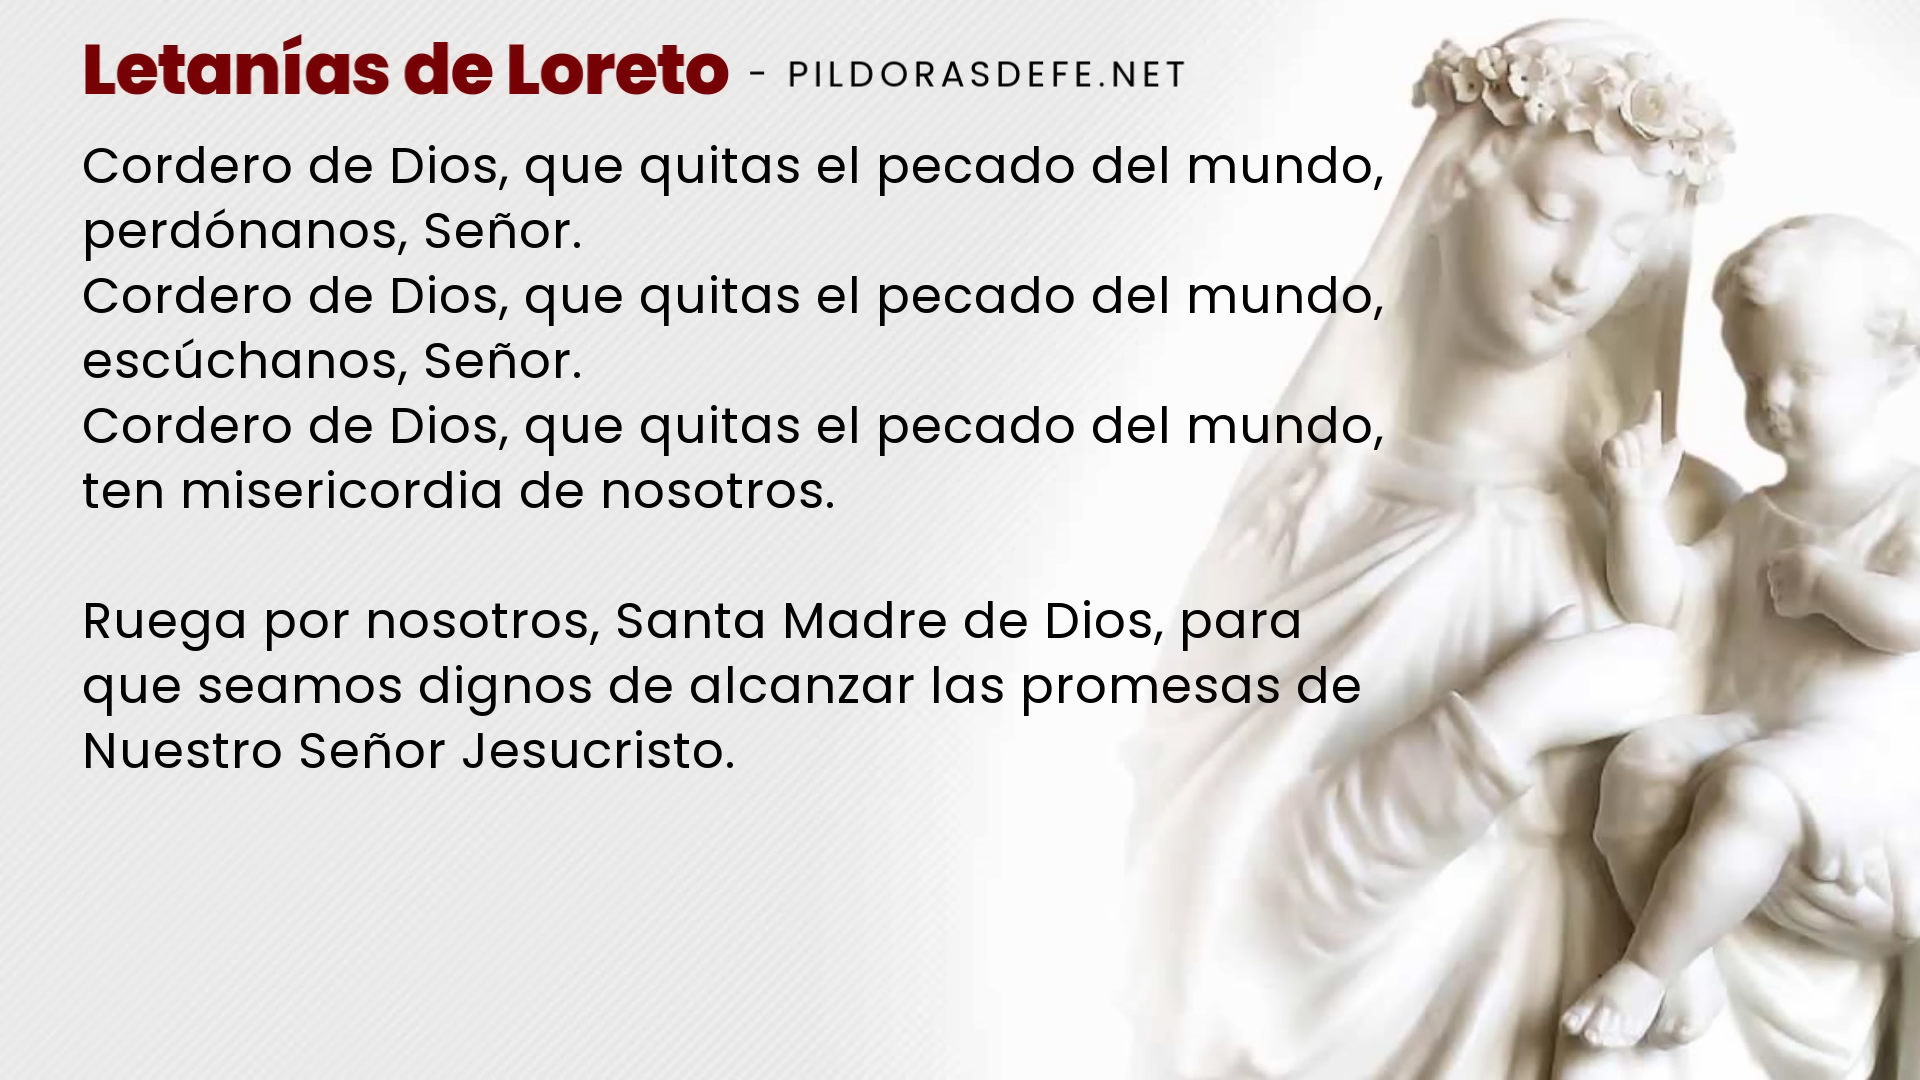 Letanías de Loreto - PILDORASDEFE.NET
Cordero de Dios, que quitas el pecado del mundo,
perdónanos, Señor.
Cordero de Dios, que quitas el pecado del mundo,
escúchanos, Señor.
Cordero de Dios, que quitas el pecado del mundo,
ten misericordia de nosotros.
Ruega por nosotros, Santa Madre de Dios, para
que seamos dignos de alcanzar las promesas de
Nuestro Señor Jesucristo.